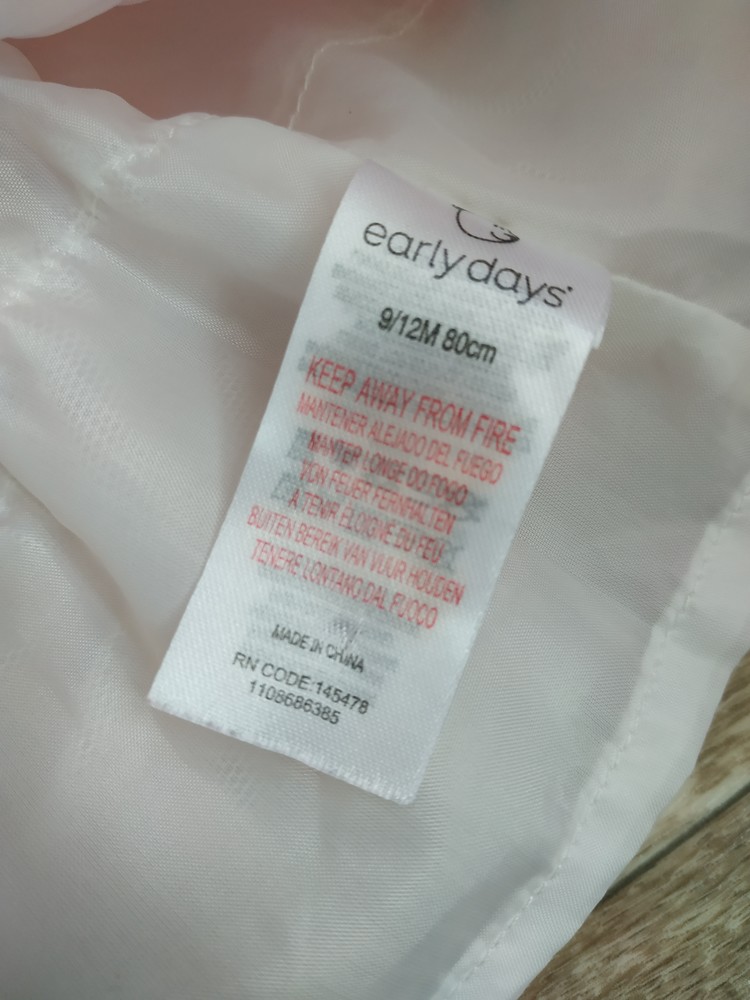 early days
9/12M 80cm
KEEP AWAY FROM FIRE
MANTENER ALEJADO DEL FUEGO
MANTER LONGE DO FOGO
VON FEUER FERNHALTEN
A TENIR ÉLOIGNÉ DU FEU
BUITEN BEREIK VAN VUUR HOUDEN
TENERE LONTANO DAL FUOCO
MADE IN CHINA
RN CODE:145478
1108686385